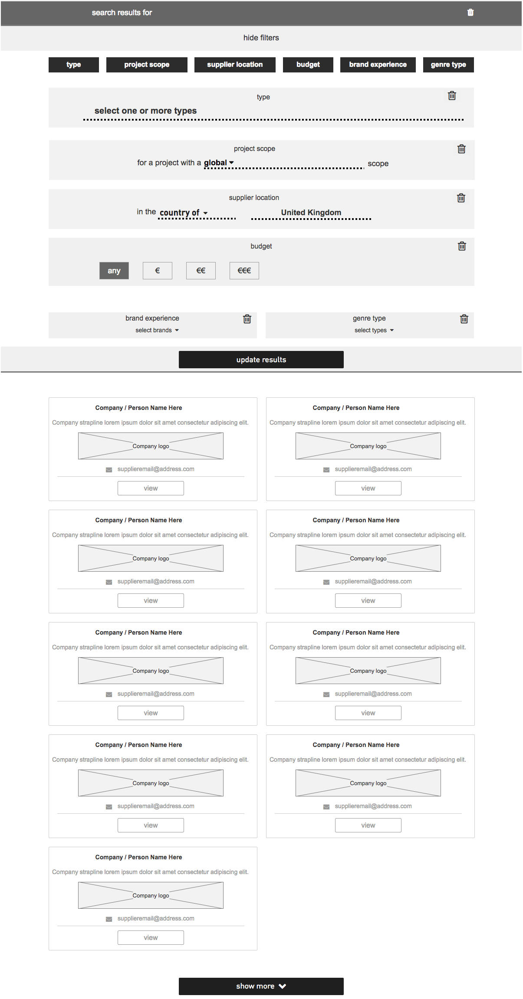 search results for
hide filters
type project scope supplier location budget brand experience genre type
type
select one or more types
project scope
for a project with a global scope
supplier location
in the country of United Kingdom
budget
any € €€ €€€
brand experience genre type
select brands select types
update results
Company / Person Name Here Company / Person Name Here
Company strapline lorem ipsum dolor sit amet consectetur adipiscing elit. Company strapline lorem ipsum dolor sit amet consectetur adipiscing elit.
Company logo Company logo
supplieremail@address.com supplieremail@address.com
view view
Company / Person Name Here Company / Person Name Here
Company strapline lorem ipsum dolor sit amet consectetur adipiscing elit. Company strapline lorem ipsum dolor sit amet consectetur adipiscing elit.
Company logo Company logo
supplieremail@address.com supplieremail@address.com
view view
Company / Person Name Here Company / Person Name Here
Company strapline lorem ipsum dolor sit amet consectetur adipiscing elit. Company strapline lorem ipsum dolor sit amet consectetur adipiscing elit.
Company logo Company logo
supplieremail@address.com supplieremail@address.com
view view
Company / Person Name Here Company / Person Name Here
Company strapline lorem ipsum dolor sit amet consectetur adipiscing elit. Company strapline lorem ipsum dolor sit amet consectetur adipiscing elit.
Company logo Company logo
supplieremail@address.com supplieremail@address.com
view view
Company / Person Name Here
Company strapline lorem ipsum dolor sit amet consectetur adipiscing elit.
Company logo
supplieremail@address.com
view
show more